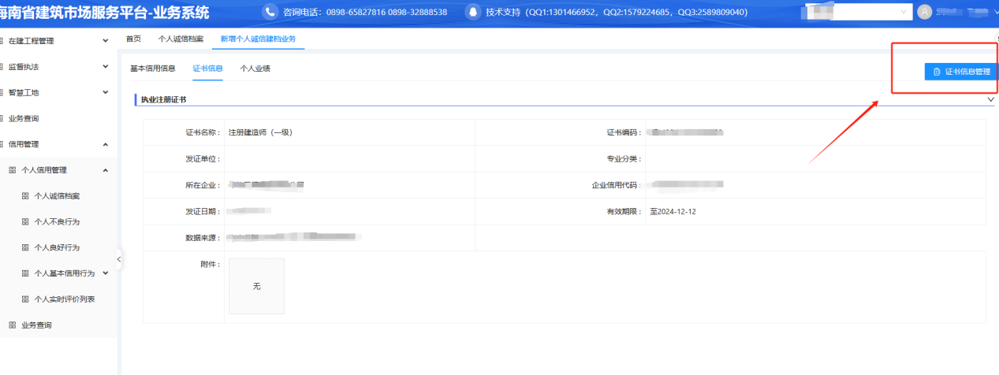 海南省建筑市场服务平台-业务系统
咨询电话：0898-65827816 0898-32888538
技术支持（QQ1:1301466952，QQ2:1579224685，QQ3:2589809040）
在建工程管理
监督执法
智慧工地
业务查询
信用管理
个人信用管理
个人诚信档案
个人不良行为
个人良好行为
个人基本信用行为
个人实时评价列表
业务查询
首页 个人诚信档案 新增个人诚信建档业务
基本信用信息 证书信息 个人业绩
证书信息管理
执业注册证书
证书名称： 注册建造师（一级） 证书编码：
发证单位： 专业分类：
所在企业： 企业信用代码：
发证日期： 有效期限： 至2024-12-12
数据来源：
附件： 无